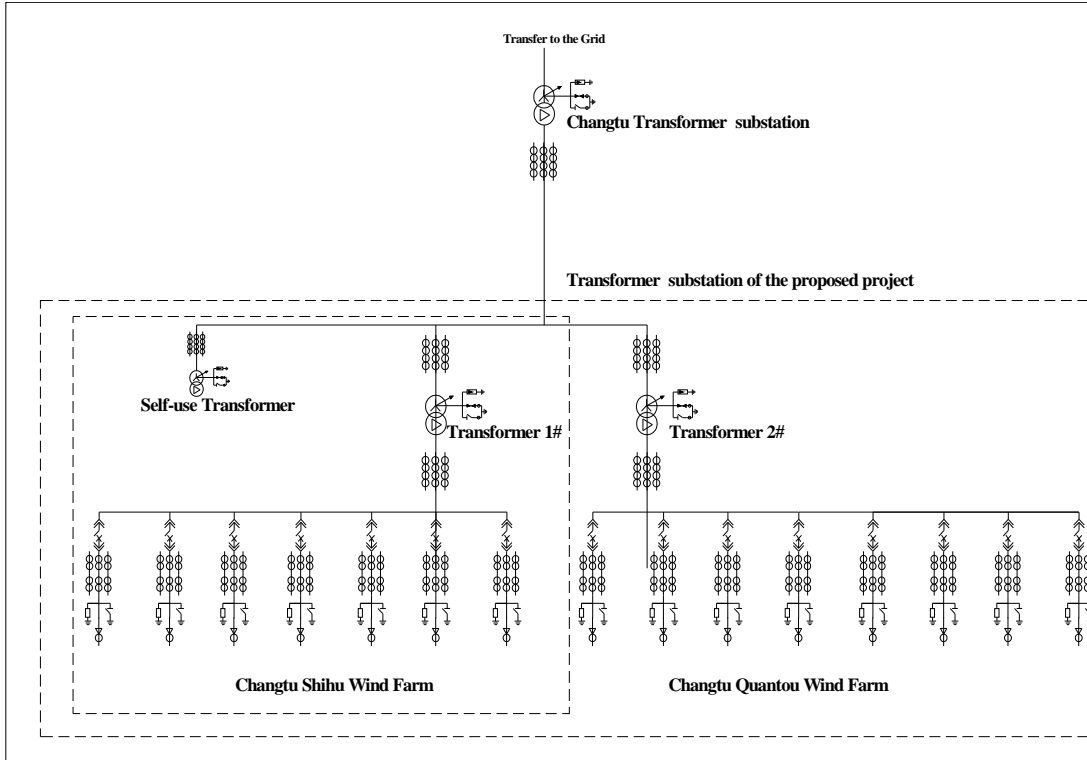 Transfer to the Grid
Changtu Transformer substation
Transformer substation of the proposed project
Self-use Transformer
Transformer 1#
Transformer 2#
Changtu Shihu Wind Farm
Changtu Quantou Wind Farm